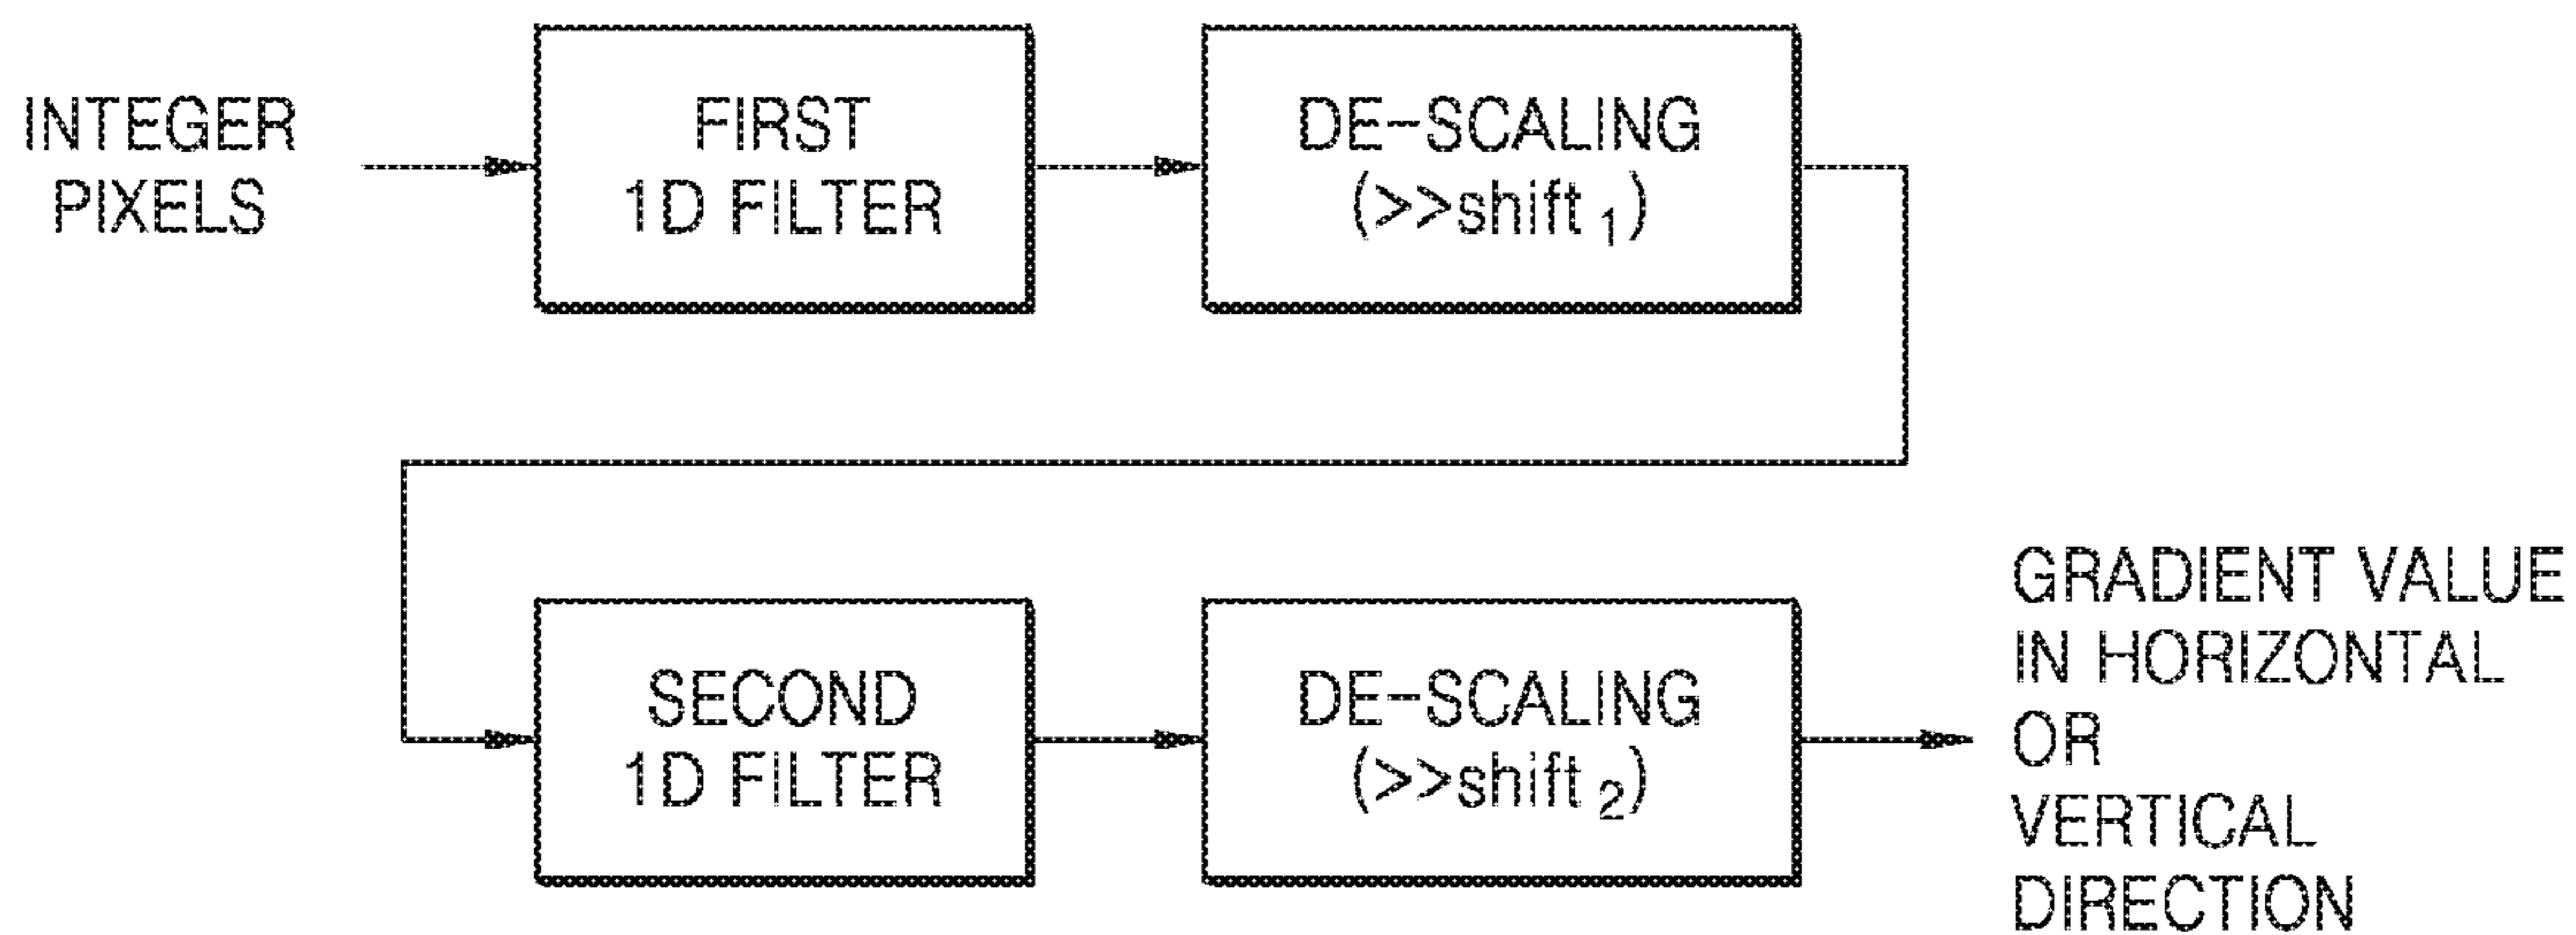 INTEGER
PIXELS
FIRST
1D FILTER
DE-SCALING
(>>shift 1)
SECOND
1D FILTER
DE-SCALING
(>>shift 2)
GRADIENT VALUE
IN HORIZONTAL
OR
VERTICAL
DIRECTION